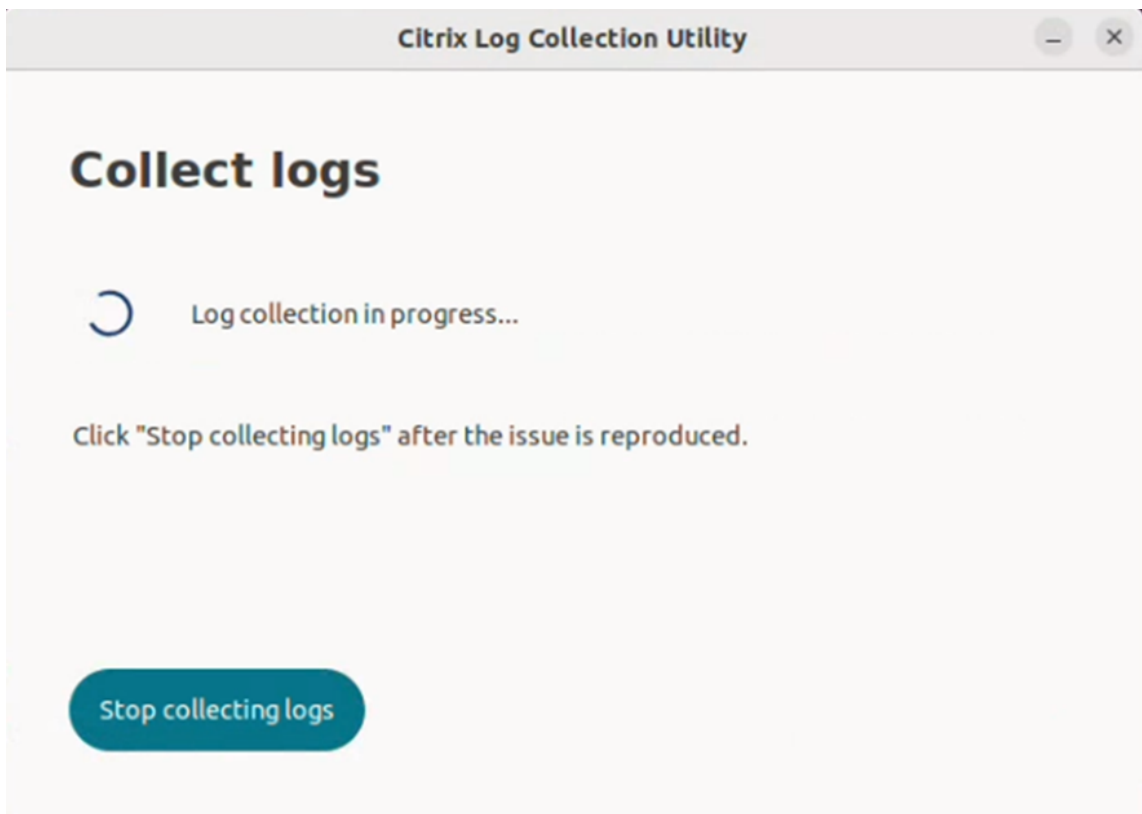 Citrix Log Collection Utility
Collect logs
Log collection in progress...
Click "Stop collecting logs" after the issue is reproduced.
Stop collecting logs